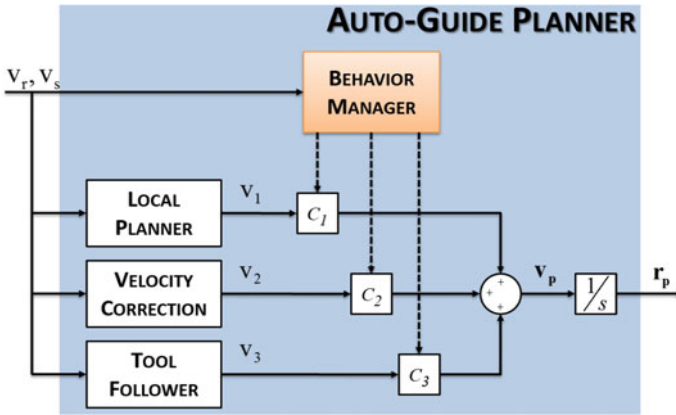 AUTO-GUIDE PLANNER
Vr, Vs
BEHAVIOR
MANAGER
LOCAL
PLANNER
V1
C1
VELOCITY
CORRECTION
V2
C2
+
+
+
vp
1/s
rp
TOOL
FOLLOWER
V3
C3